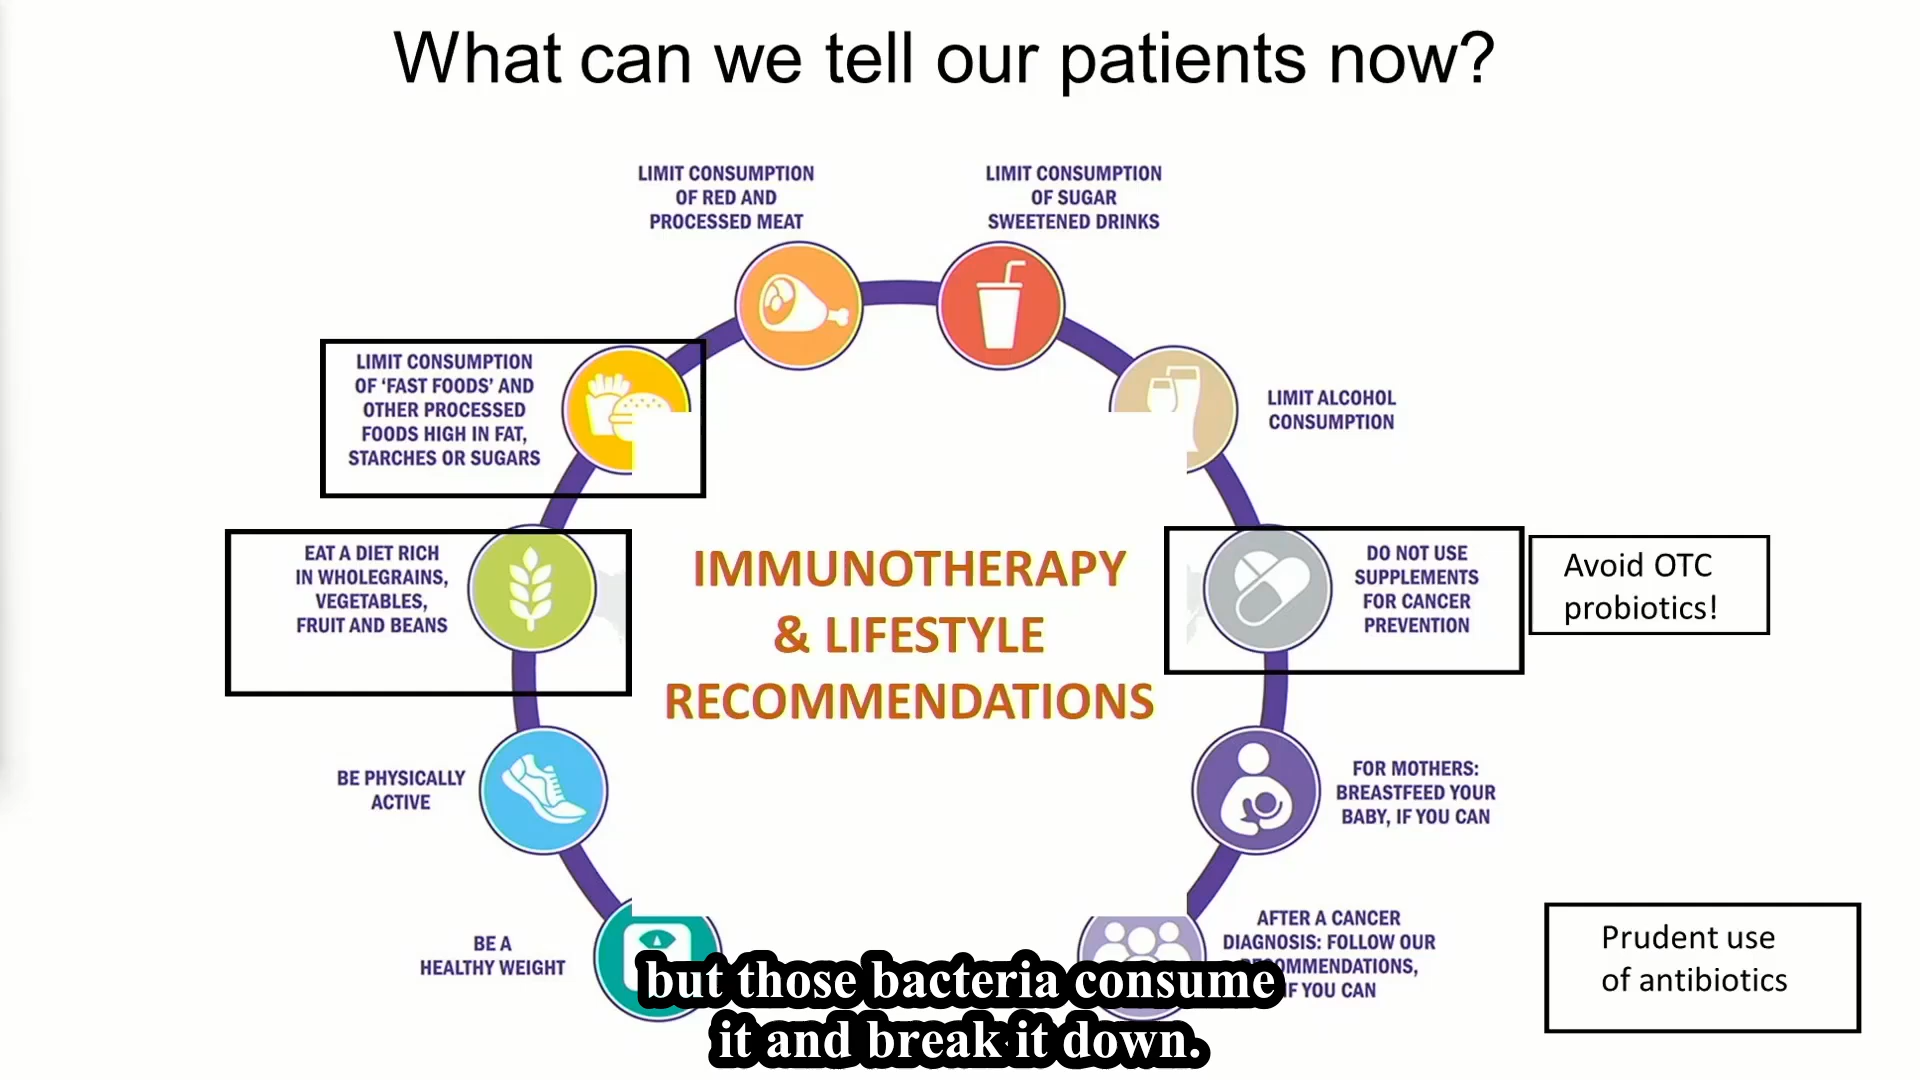 What can we tell our patients now?
LIMIT CONSUMPTION
OF RED AND
PROCESSED MEAT
LIMIT CONSUMPTION
OF SUGAR
SWEETENED DRINKS
LIMIT CONSUMPTION
OF ‘FAST FOODS’ AND
OTHER PROCESSED
FOODS HIGH IN FAT,
STARCHES OR SUGARS
LIMIT ALCOHOL
CONSUMPTION
EAT A DIET RICH
IN WHOLEGRAINS,
VEGETABLES,
FRUIT AND BEANS
IMMUNOTHERAPY
& LIFESTYLE
RECOMMENDATIONS
DO NOT USE
SUPPLEMENTS
FOR CANCER
PREVENTION
Avoid OTC
probiotics!
BE PHYSICALLY
ACTIVE
FOR MOTHERS:
BREASTFEED YOUR
BABY, IF YOU CAN
BE A
HEALTHY WEIGHT
AFTER A CANCER
DIAGNOSIS: FOLLOW OUR
IF YOU CAN
Prudent use
of antibiotics
but those bacteria consume
it and break it down.